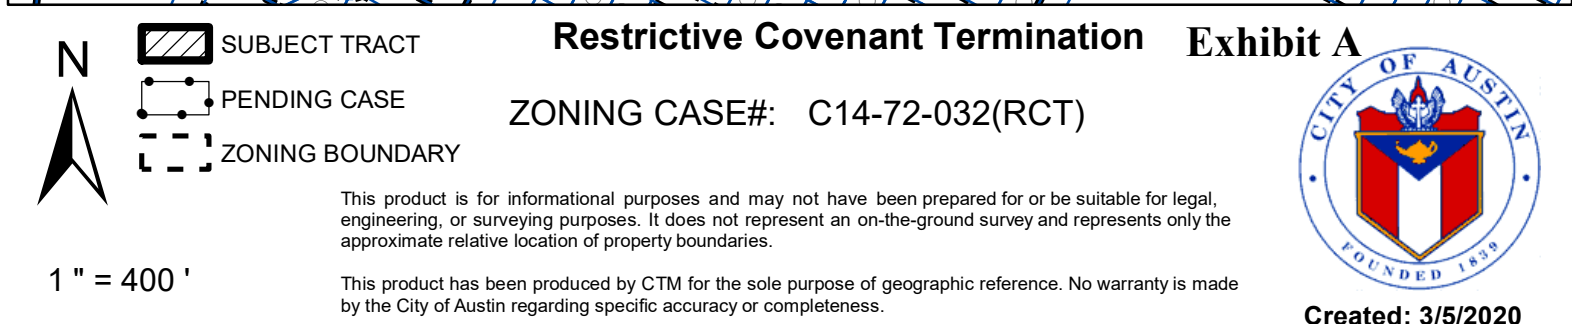 Restrictive Covenant Termination
Exhibit A
N
SUBJECT TRACT
PENDING CASE
ZONING BOUNDARY
ZONING CASE#: C14-72-032(RCT)
This product is for informational purposes and may not have been prepared for or be suitable for legal,
engineering, or surveying purposes. It does not represent an on-the-ground survey and represents only the
approximate relative location of property boundaries.
1 " = 400 '
This product has been produced by CTM for the sole purpose of geographic reference. No warranty is made
by the City of Austin regarding specific accuracy or completeness.
CITY OF AUSTIN
FOUNDED 1839
Created: 3/5/2020